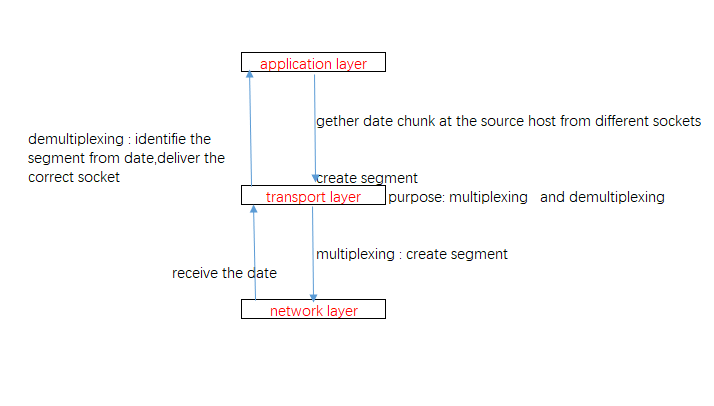 application layer
gether date chunk at the source host from different sockets
demultiplexing : identifie the
segment from date,deliver the
correct socket
create segment
transport layer
purpose: multiplexing and demultiplexing
multiplexing : create segment
receive the date
network layer